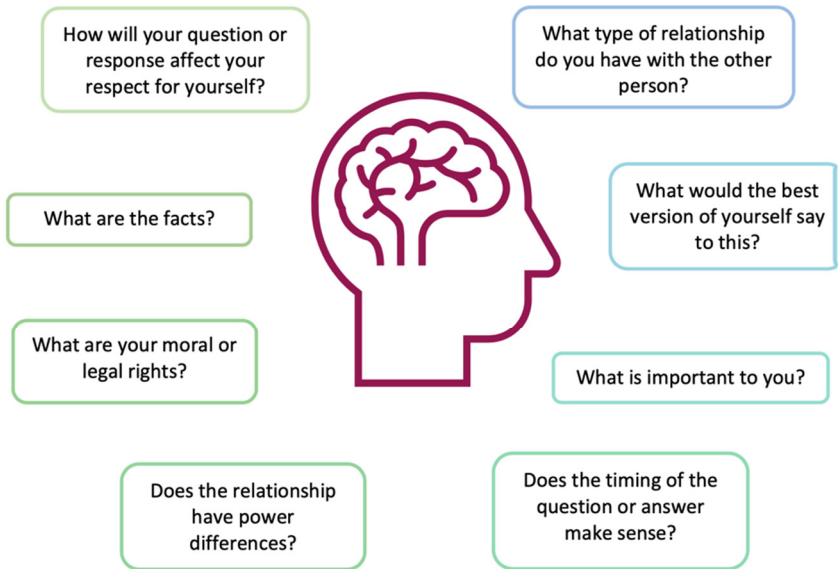 How will your question or
response affect your
respect for yourself?
What type of relationship
do you have with the other
person?
What are the facts?
What would the best
version of yourself say
to this?
What are your moral or
legal rights?
What is important to you?
Does the relationship
have power
differences?
Does the timing of the
question or answer
make sense?